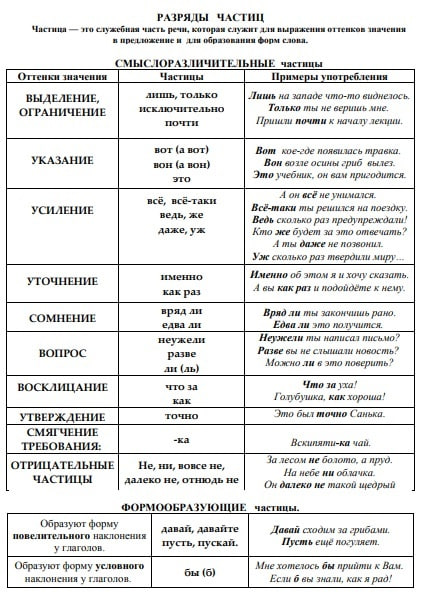 РАЗРЯДЫ ЧАСТИЦ
Частица — это служебная часть речи, которая служит для выражения оттенков значения
в предложение и для образования форм слова.
СМЫСЛОРАЗЛИЧИТЕЛЬНЫЕ частицы
Оттенки значения Частицы Примеры употребления
ВЫДЕЛЕНИЕ,
ОГРАНИЧЕНИЕ
лишь, только
исключительно
почти
Лишь на западе что-то виднелось.
Только ты не веришь мне.
Пришли почти к началу лекции.
УКАЗАНИЕ
вот (а вот)
вон (а вон)
это
Вот кое-где появилась травка.
Вон возле осины гриб вылез.
Это учебник, он вам пригодится.
УСИЛЕНИЕ
всё, всё-таки
ведь, же
даже, уж
А он всё не унимался.
Всё-таки ты решился на поездку.
Ведь сколько раз предупреждали!
Кто же будет за это отвечать?
А ты даже не позвонил.
Уж сколько раз твердили миру…
УТОЧНЕНИЕ
именно
как раз
Именно об этом я и хочу сказать.
А вы как раз и подойдёте к нему.
СОМНЕНИЕ
вряд ли
едва ли
Вряд ли ты закончишь рано.
Едва ли это получится.
ВОПРОС
неужели
разве
ли (ль)
Неужели ты написал письмо?
Разве вы не слышали новость?
Можно ли в это поверить?
ВОСКЛИЦАНИЕ
что за
как
Что за уха!
Голубушка, как хороша!
УТВЕРЖДЕНИЕ
точно
Это был точно Санька.
СМЯГЧЕНИЕ
ТРЕБОВАНИЯ:
-ка
Вскипяти-ка чай.
ОТРИЦАТЕЛЬНЫЕ
ЧАСТИЦЫ
Не, ни, вовсе не,
далеко не, отнюдь не
За лесом не болото, а пруд.
На небе ни облачка.
Он далеко не такой щедрый
ФОРМООБРАЗУЮЩИЕ частицы.
Образуют форму
повелительного наклонения
у глаголов.
давай, давайте
пусть, пускай.
Давай сходим за грибами.
Пусть ещё погуляет.
Образуют форму условного
наклонения у глаголов.
бы (б)
Мне хотелось бы прийти к Вам.
Если б вы знали, как я рад!